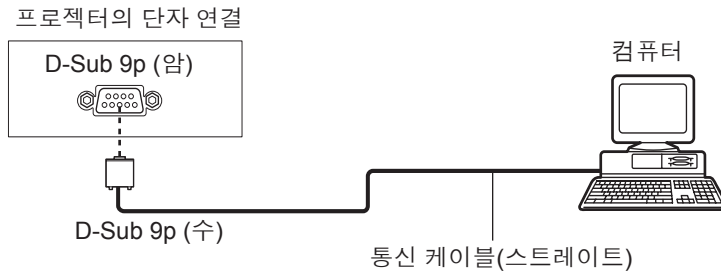 프로젝터의 단자 연결
D-Sub 9p (암)
컴퓨터
D-Sub 9p (수)
통신 케이블(스트레이트)